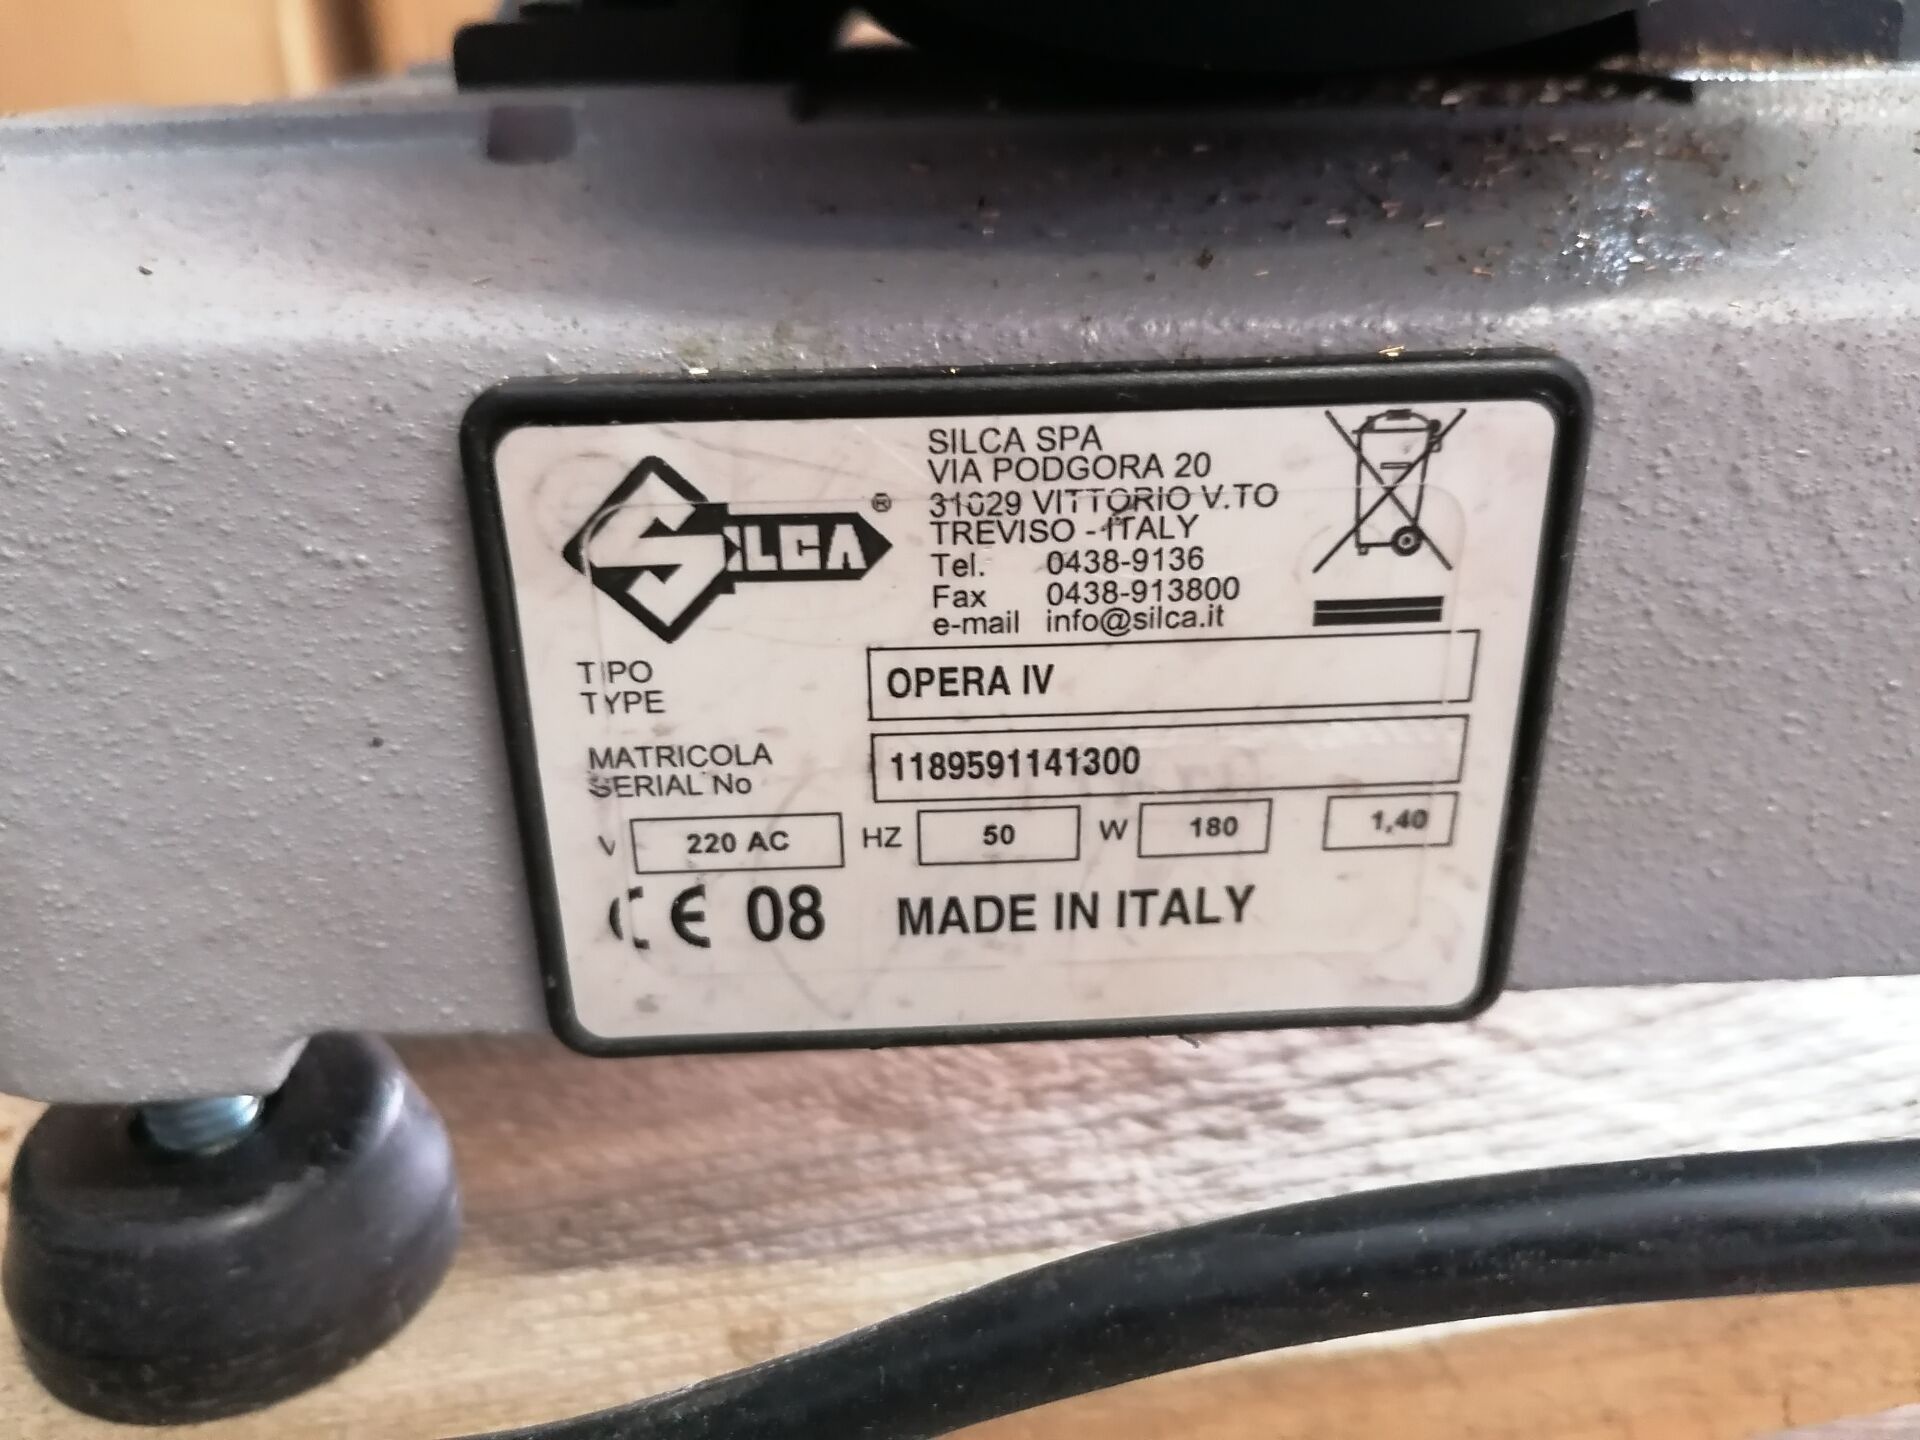 SILCA®
SILCA SPA
VIA PODGORA 20
31029 VITTORIO V.TO
TREVISO - ITALY
Tel. 0438-9136
Fax 0438-913800
e-mail info@silca.it
TIPO
TYPE
OPERA IV
MATRICOLA
SERIAL No
1189591141300
V 220 AC HZ 50 W 180 1,40
CE 08 MADE IN ITALY